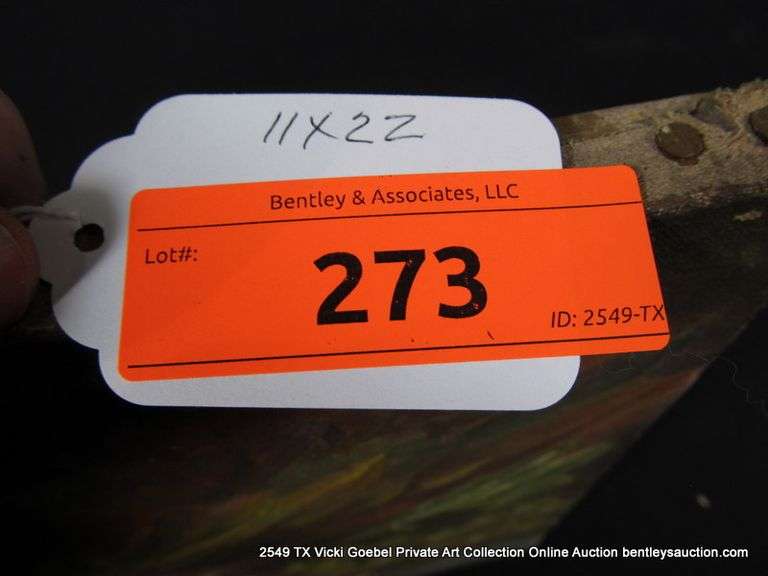 11X22
Bentley & Associates, LLC
Lot#:
273
ID: 2549-TX
2549 TX Vicki Goebel Private Art Collection Online Auction bentleysauction.com